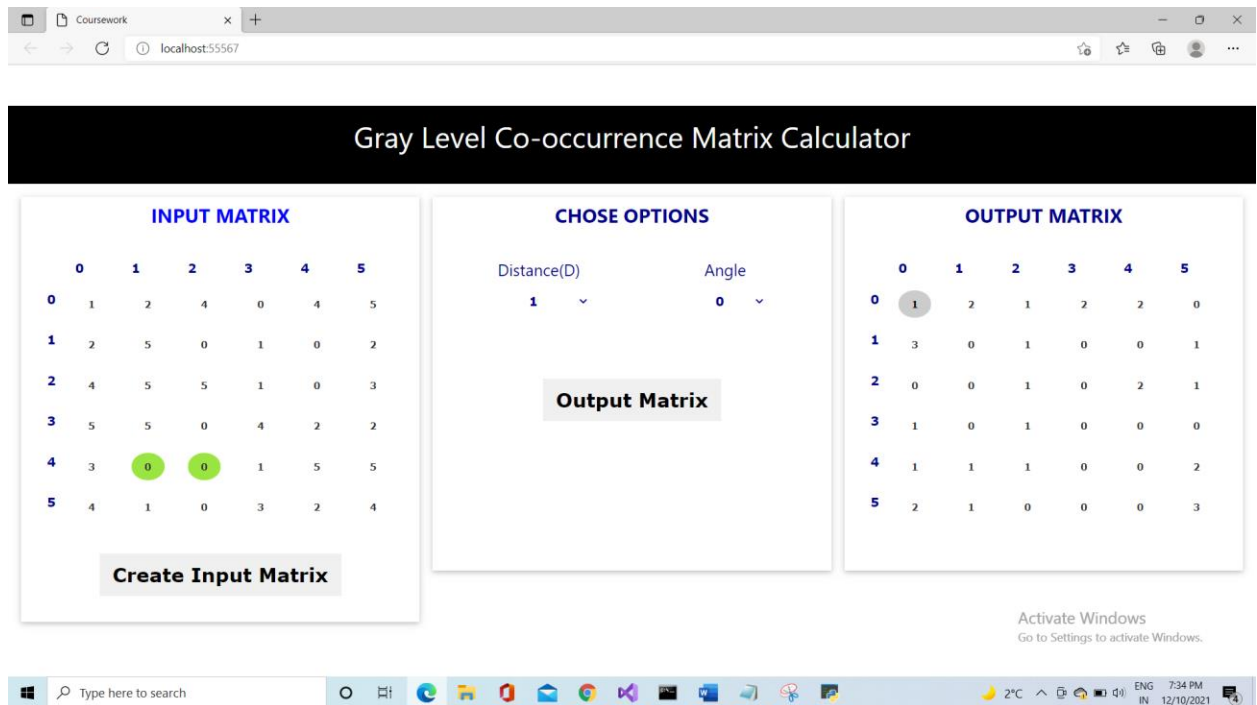 Coursework
localhost:55567
Gray Level Co-occurrence Matrix Calculator
INPUT MATRIX
0 1 2 3 4 5
0 1 2 4 0 4 5
1 2 5 0 1 0 2
2 4 5 5 1 0 3
3 5 5 0 4 2 2
4 3 0 0 1 5 5
5 4 1 0 3 2 4
Create Input Matrix
CHOSE OPTIONS
Distance(D) Angle
1 0
Output Matrix
OUTPUT MATRIX
0 1 2 3 4 5
0 1 2 1 2 2 0
1 3 0 1 0 0 1
2 0 0 1 0 2 1
3 1 0 1 0 0 0
4 1 1 1 0 0 2
5 2 1 0 0 0 3
Activate Windows
Go to Settings to activate Windows.
Type here to search
2°C
ENG
IN
7:34 PM
12/10/2021
4